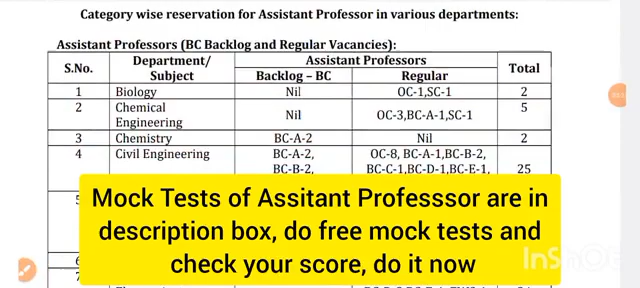 Category wise reservation for Assistant Professor in various departments:
Assistant Professors (BC Backlog and Regular Vacancies):
S.No. Department/ Subject Assistant Professors Total
Backlog – BC Regular
1 Biology Nil OC-1,SC-1 2
2 Chemical Engineering Nil OC-3,BC-A-1,SC-1 5
3 Chemistry BC-A-2 Nil 2
4 Civil Engineering BC-A-2, OC-8, BC-A-1,BC-B-2,
BC-B-2, BC-C-1,BC-D-1,BC-E-1, 25
Mock Tests of Assitant Professsor are in
description box, do free mock tests and
check your score, do it now